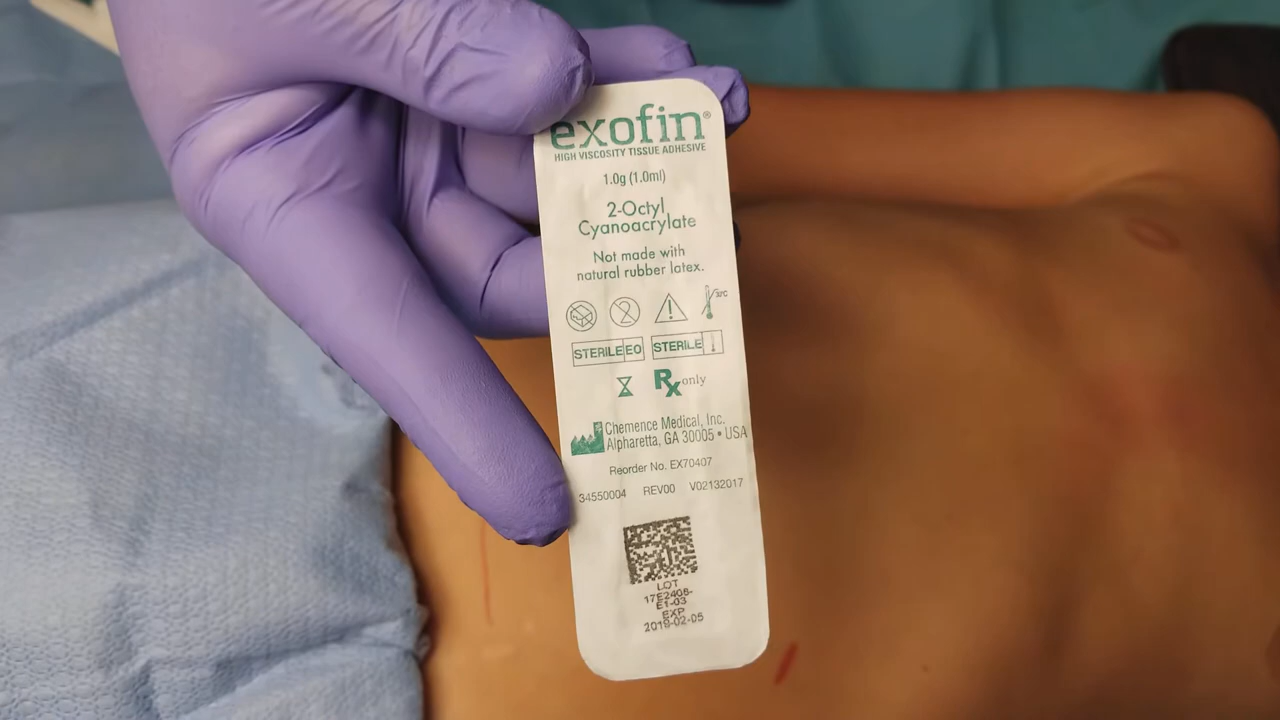 exofin®
HIGH VISCOSITY TISSUE ADHESIVE
1.0g (1.0ml)
2-Octyl
Cyanoacrylate
Not made with
natural rubber latex.
2
STERILE EO STERILE
Rx only
Chemence Medical, Inc.
Alpharetta, GA 30005 • USA
Reorder No. EX70407
34550004 REV00 V02132017
LOT
17E2406-
E1-03
EXP
2019-02-05